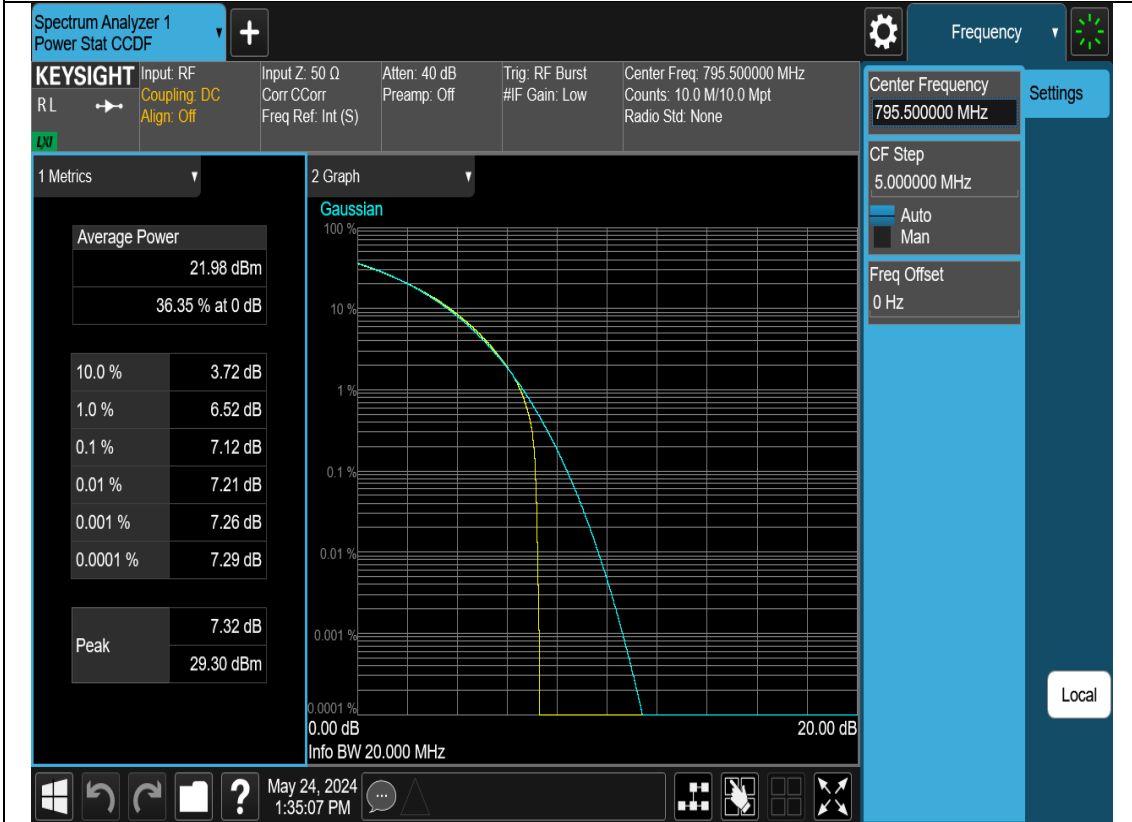 Spectrum Analyzer 1
Power Stat CCDF
+
Frequency
KEYSIGHT
RL
LXI
Input: RF
Coupling: DC
Align: Off
Input Z: 50 Ω
Corr CCorr
Freq Ref: Int (S)
Atten: 40 dB
Preamp: Off
Trig: RF Burst
#IF Gain: Low
Center Freq: 795.500000 MHz
Counts: 10.0 M/10.0 Mpt
Radio Std: None
Center Frequency
795.500000 MHz
Settings
CF Step
5.000000 MHz
Auto
Man
Freq Offset
0 Hz
Local
1 Metrics
Average Power
21.98 dBm
36.35 % at 0 dB
10.0 % 3.72 dB
1.0 % 6.52 dB
0.1 % 7.12 dB
0.01 % 7.21 dB
0.001 % 7.26 dB
0.0001 % 7.29 dB
Peak
7.32 dB
29.30 dBm
2 Graph
Gaussian
100 %
10 %
1 %
0.1 %
0.01 %
0.001 %
0.0001 %
0.00 dB 20.00 dB
Info BW 20.000 MHz
?
May 24, 2024
1:35:07 PM